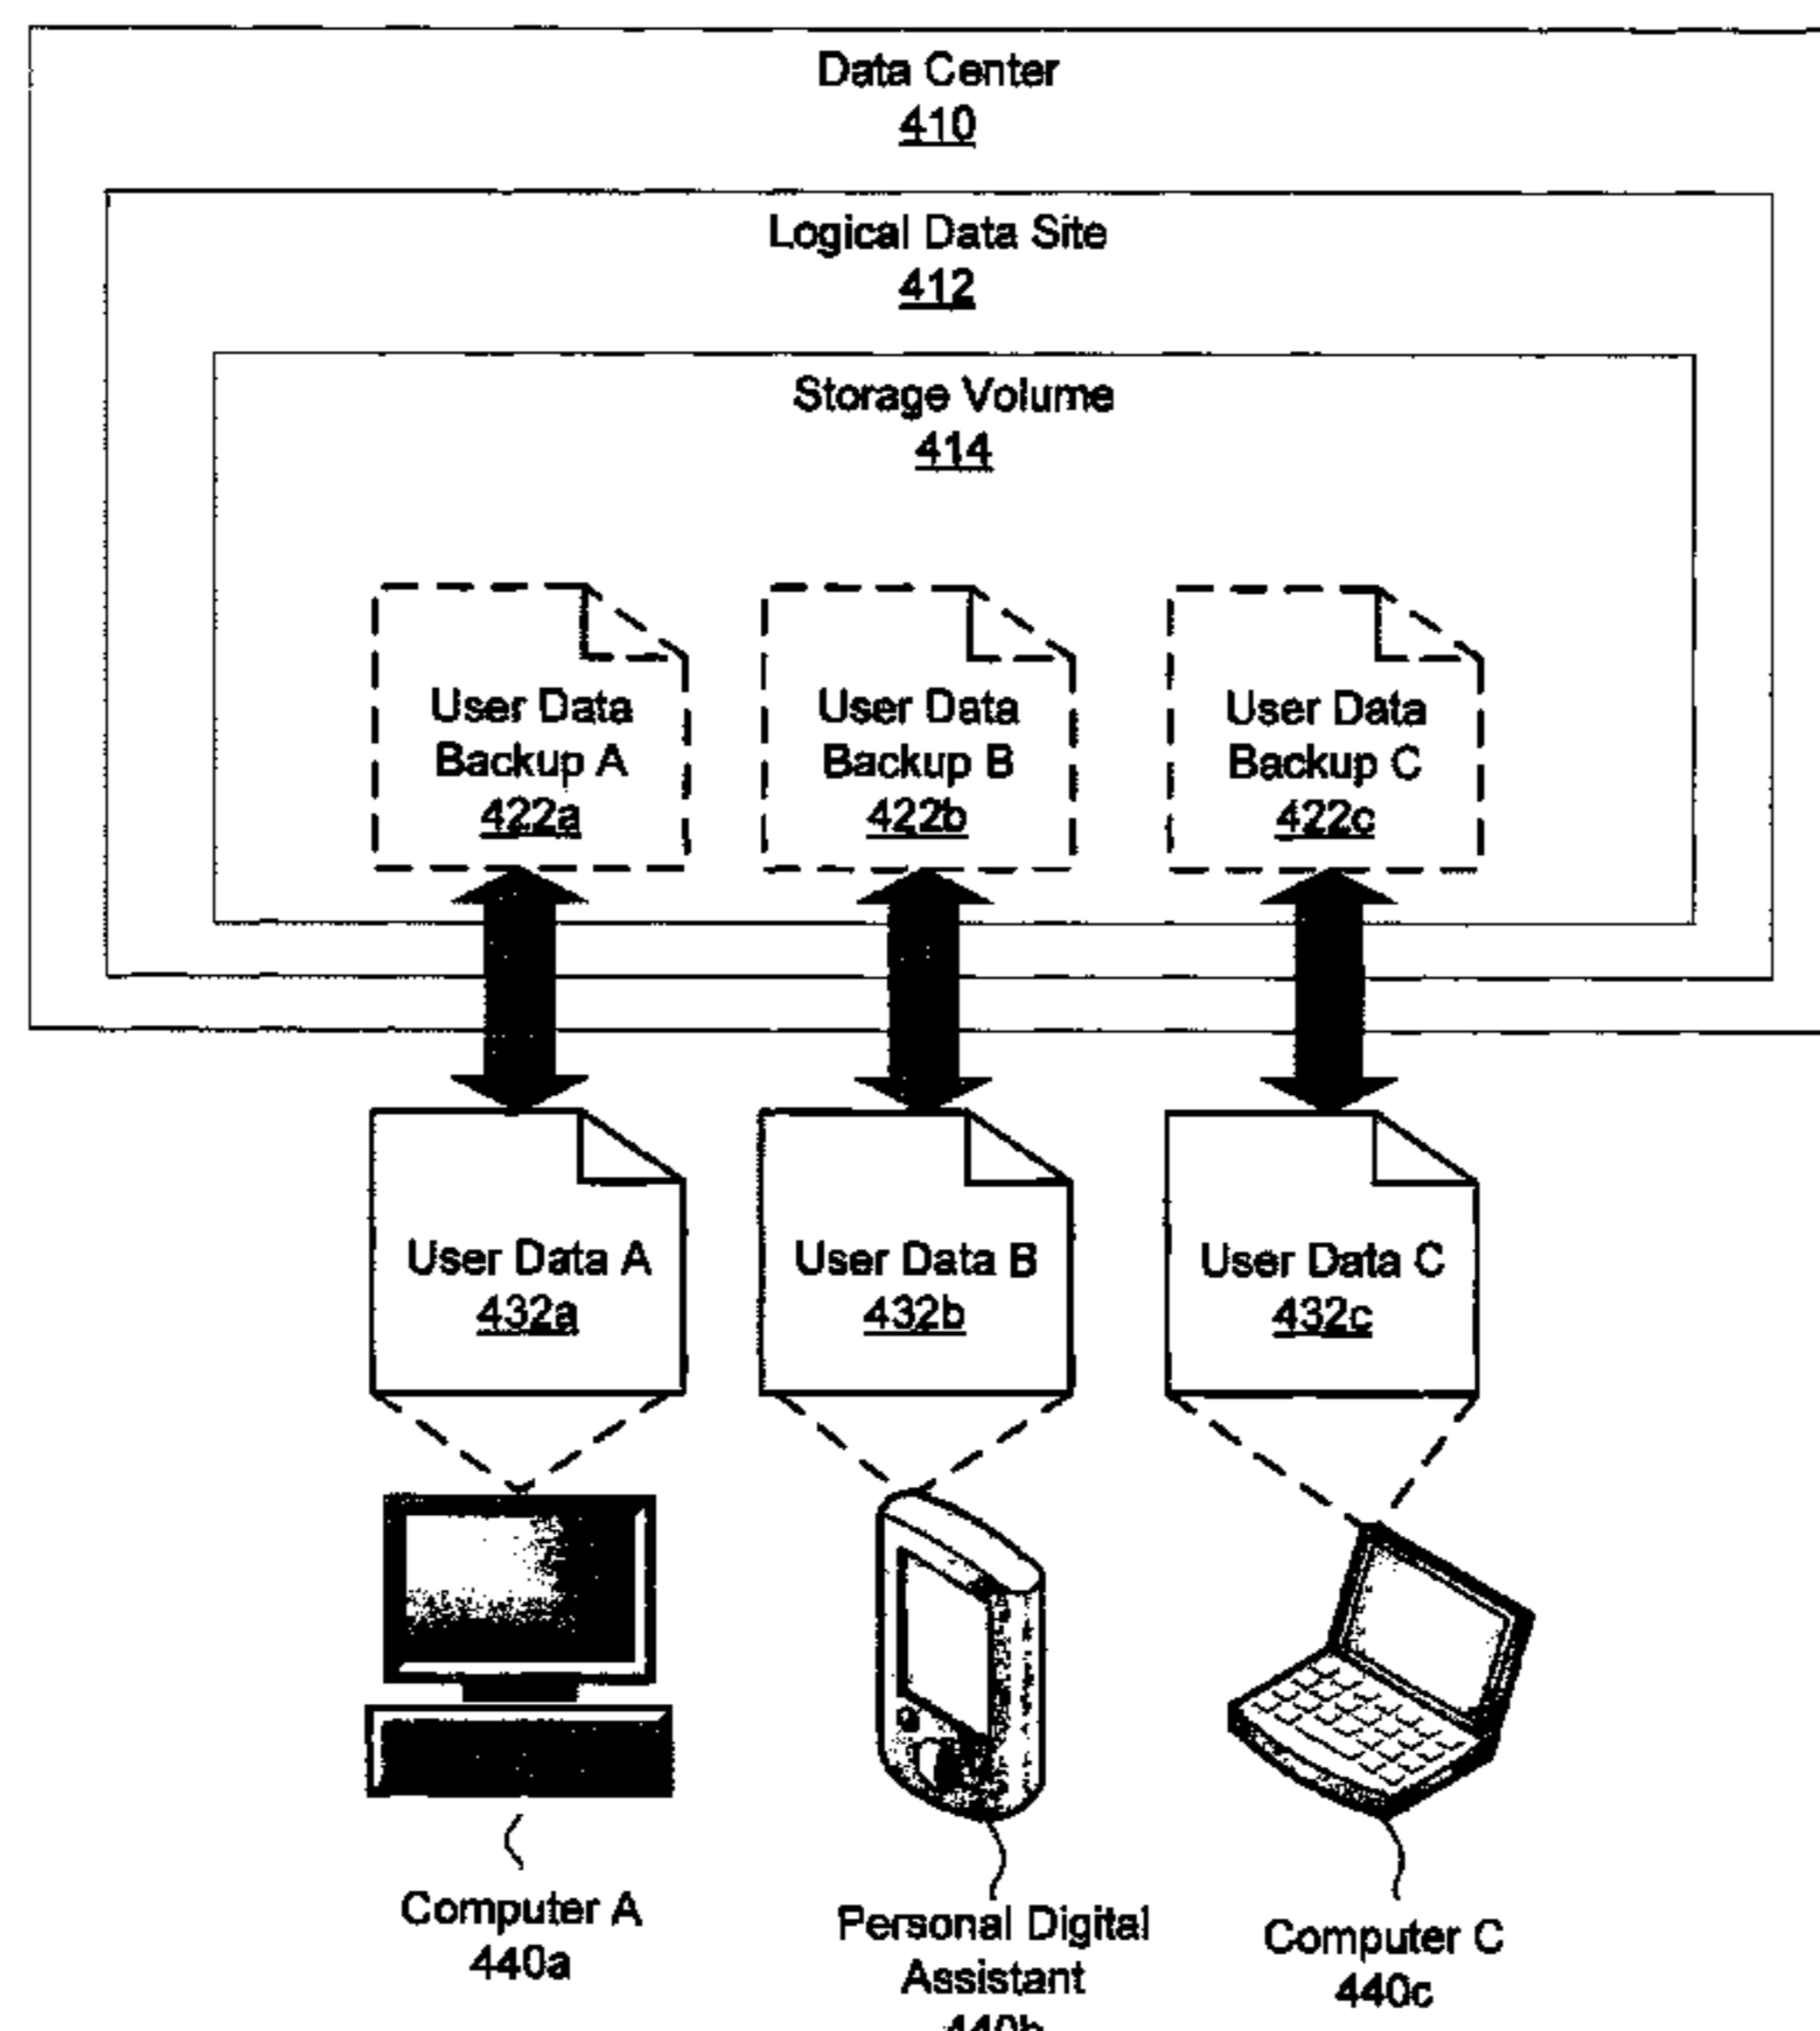 Data Center
410
Logical Data Site
412
Storage Volume
414
User Data
Backup A
422a
User Data
Backup B
422b
User Data
Backup C
422c
User Data A
432a
User Data B
432b
User Data C
432c
Computer A
440a
Personal Digital
Assistant
440b
Computer C
440c